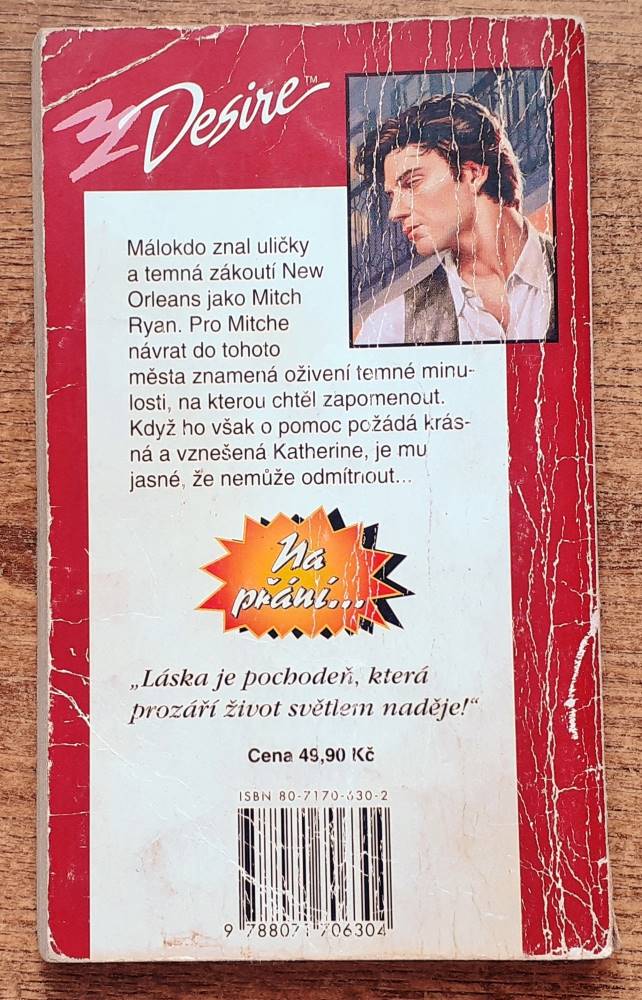 Desire™
Málokdo znal uličky
a temná zákoutí New
Orleans jako Mitch
Ryan. Pro Mitche
návrat do tohoto
města znamená oživení temné minu-
losti, na kterou chtěl zapomenout.
Když ho však o pomoc požádá krás-
ná a vznešená Katherine, je mu
jasné, že nemůže odmítnout...
Na
přání...
„Láska je pochodeň, která
prozáří život světlem naděje!“
Cena 49,90 Kč
ISBN 80-7170-630-2
9 788071 706304